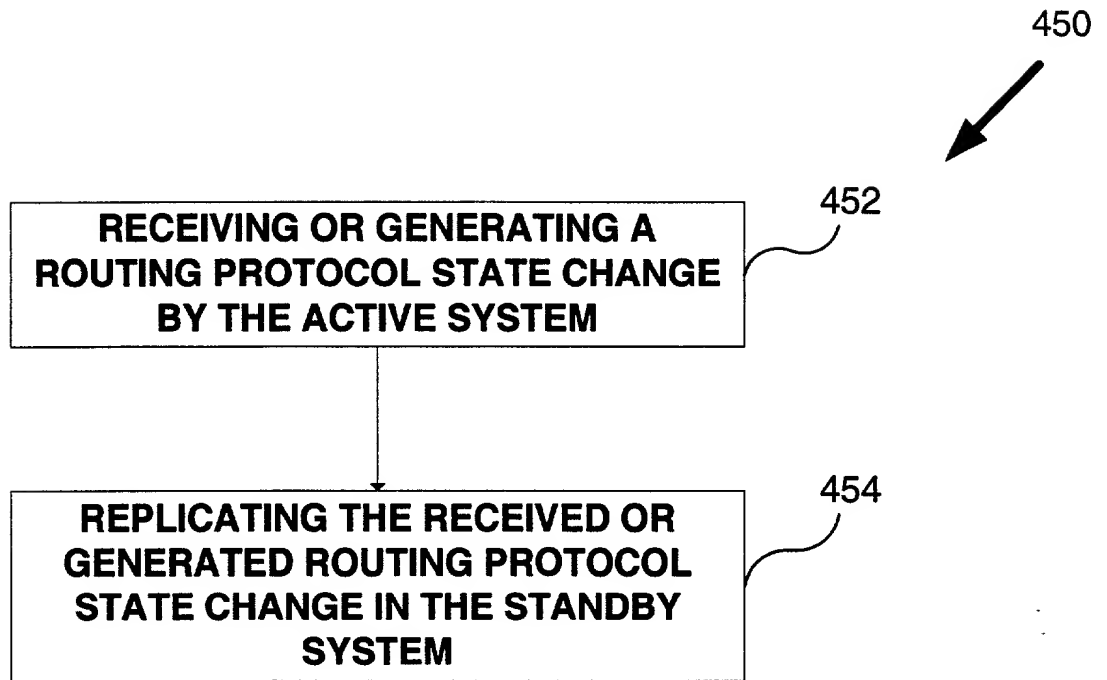 450
452
RECEIVING OR GENERATING A
ROUTING PROTOCOL STATE CHANGE
BY THE ACTIVE SYSTEM
454
REPLICATING THE RECEIVED OR
GENERATED ROUTING PROTOCOL
STATE CHANGE IN THE STANDBY
SYSTEM